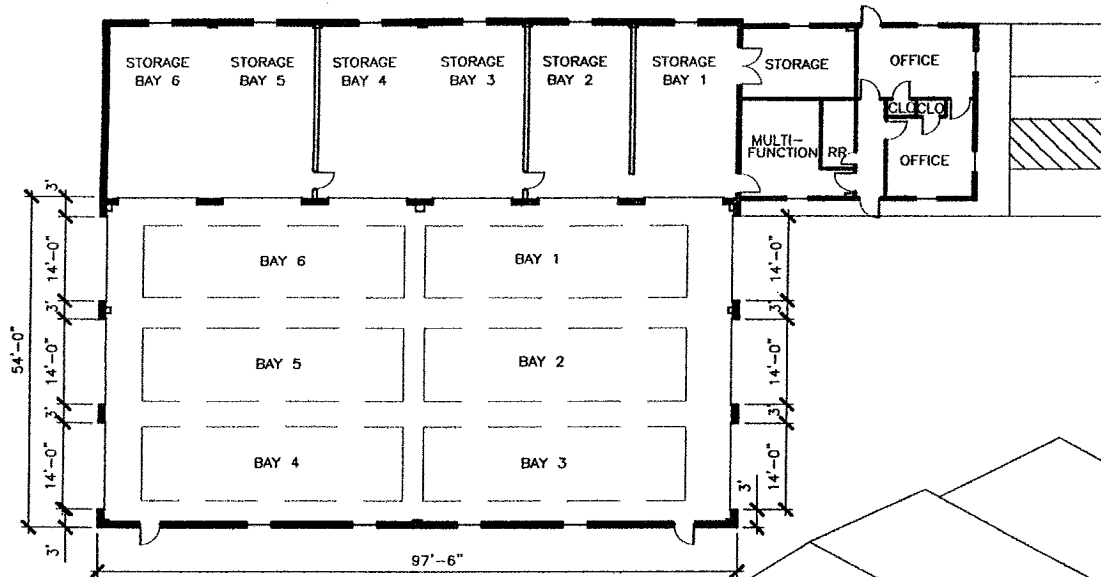 STORAGE
BAY 6
STORAGE
BAY 5
STORAGE
BAY 4
STORAGE
BAY 3
STORAGE
BAY 2
STORAGE
BAY 1
STORAGE
OFFICE
CLO
CLO
MULTI-
FUNCTION
RR
OFFICE
3'
14'-0"
3'
14'-0"
3'
14'-0"
3'
54'-0"
BAY 6
BAY 1
BAY 5
BAY 2
BAY 4
BAY 3
14'-0"
3'
14'-0"
3'
14'-0"
3'
97'-6"